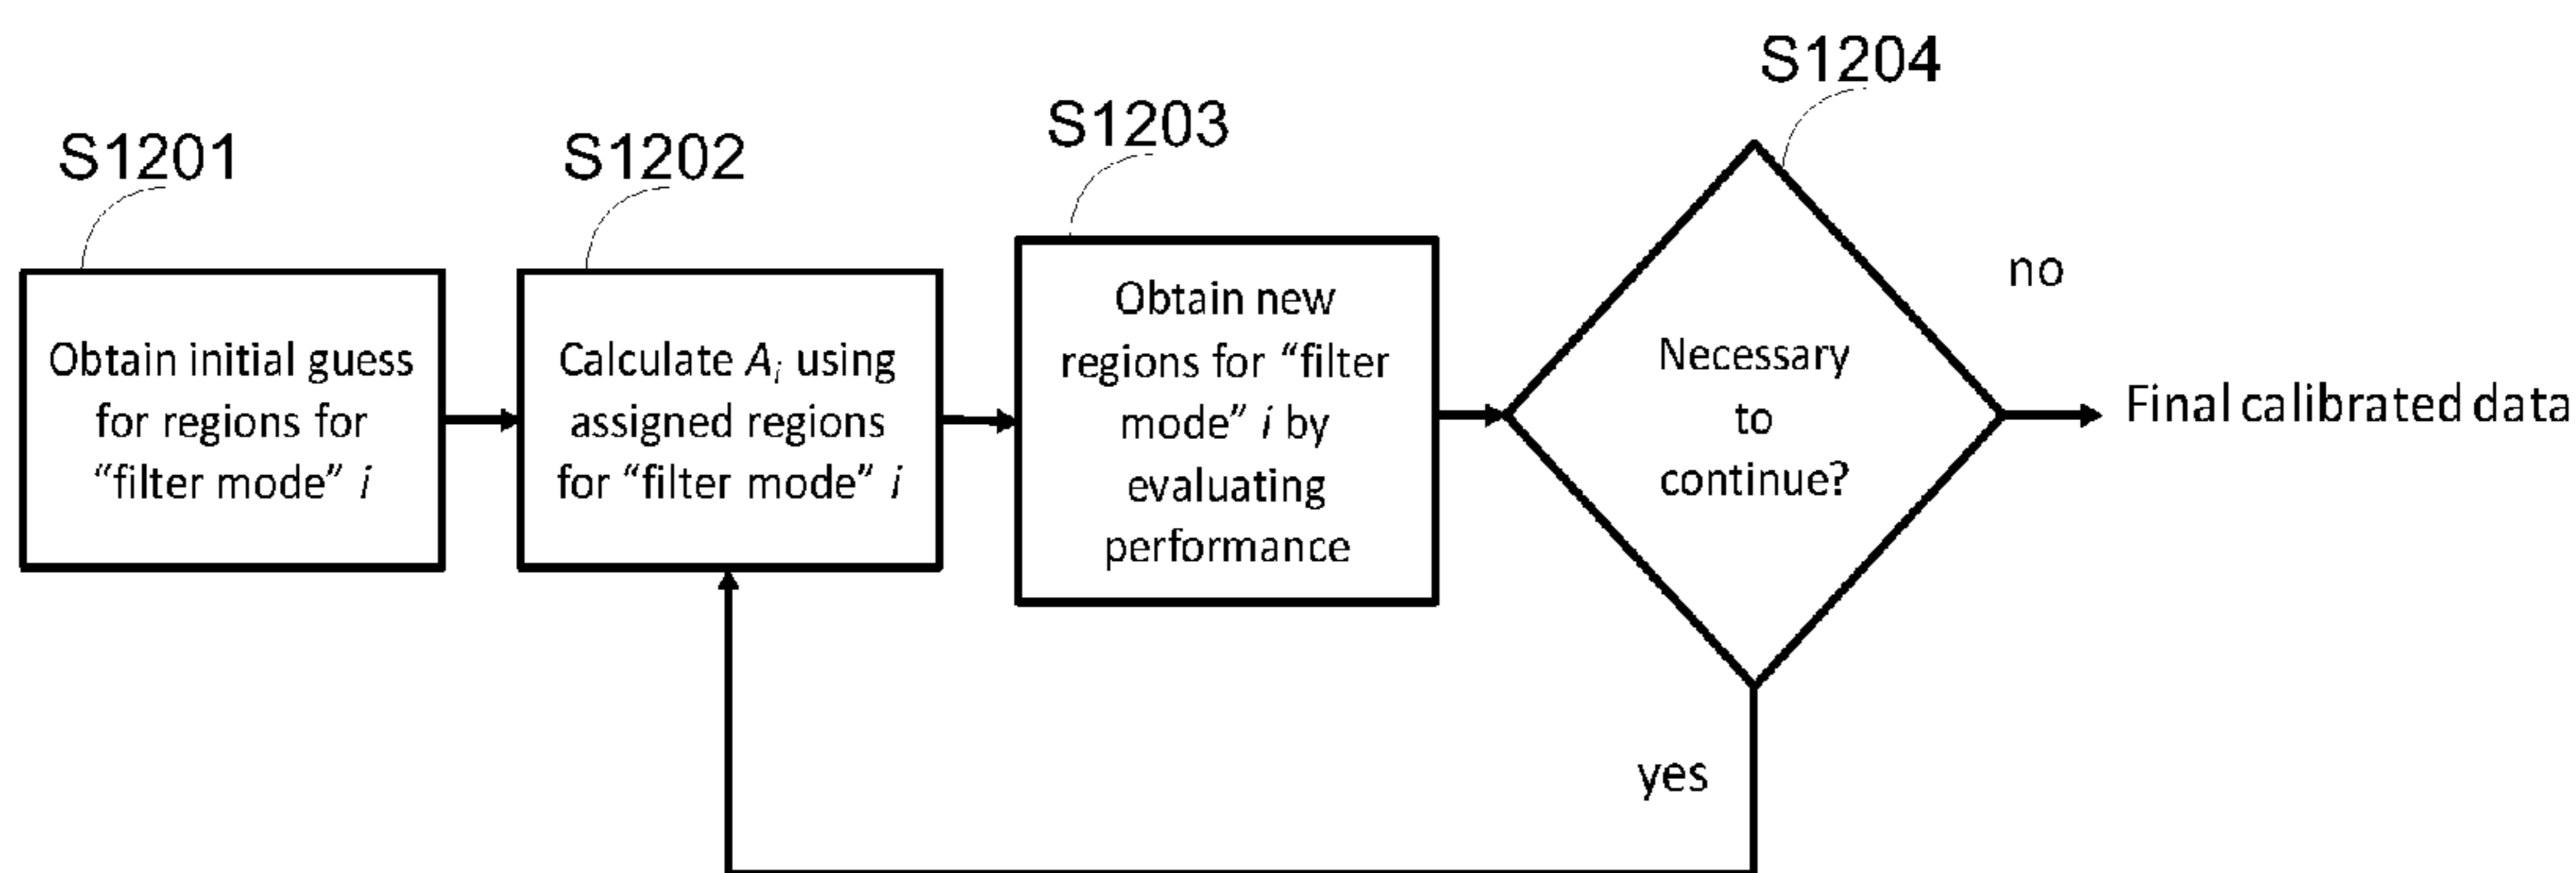 S1201
Obtain initial guess
for regions for
“filter mode” i
S1202
Calculate Ai using
assigned regions
for “filter mode” i
S1203
Obtain new
regions for “filter
mode” i by
evaluating
performance
S1204
Necessary
to
continue?
no
Final calibrated data
yes